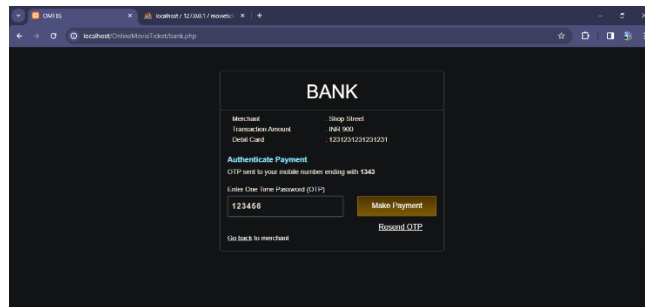 OMTBS
localhost / 127.0.0.1 / movietic
localhost/OnlineMovieTicket/bank.php
BANK
Merchant : Shop Street
Transaction Amount : INR 900
Debit Card : 1231231231231231
Authenticate Payment
OTP sent to your mobile number ending with 1343
Enter One Time Password (OTP)
123456 Make Payment
Resend OTP
Go back to merchant